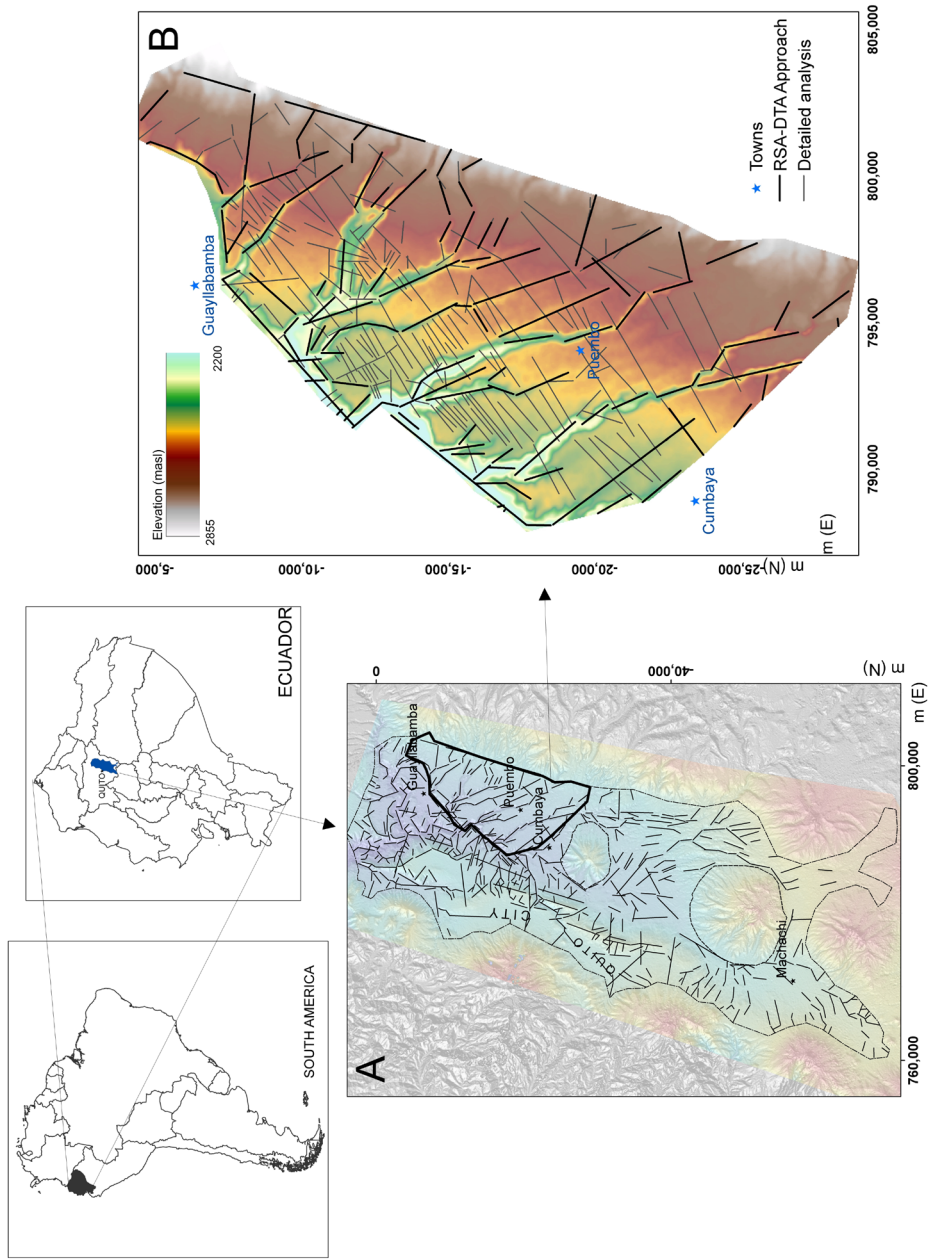 SOUTH AMERICA
QUITO
ECUADOR
A
Guayllabamba
Puembo
Cumbaya
QUITO
CITY
Machachi
0
-40,000
m (N)
760,000
800,000
m (E)
B
Elevation (masl)
2855
2200
Guayllabamba
Puembo
Cumbaya
Towns
RSA-DTA Approach
Detailed analysis
-5,000
-10,000
-15,000
-20,000
-25,000
m (N)
m (E)
790,000
795,000
800,000
805,000